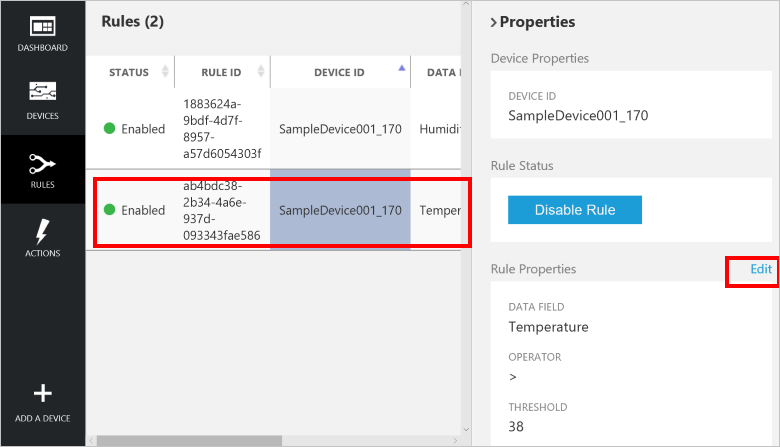 DASHBOARD
DEVICES
RULES
ACTIONS
ADD A DEVICE
Rules (2)
STATUS RULE ID DEVICE ID DATA
Enabled 1883624a-9bdf-4d7f-8957-a57d6054303f SampleDevice001_170 Humidit
Enabled ab4bdc38-2b34-4a6e-937d-093343fae586 SampleDevice001_170 Temper
Properties
Device Properties
DEVICE ID
SampleDevice001_170
Rule Status
Disable Rule
Rule Properties Edit
DATA FIELD
Temperature
OPERATOR
>
THRESHOLD
38